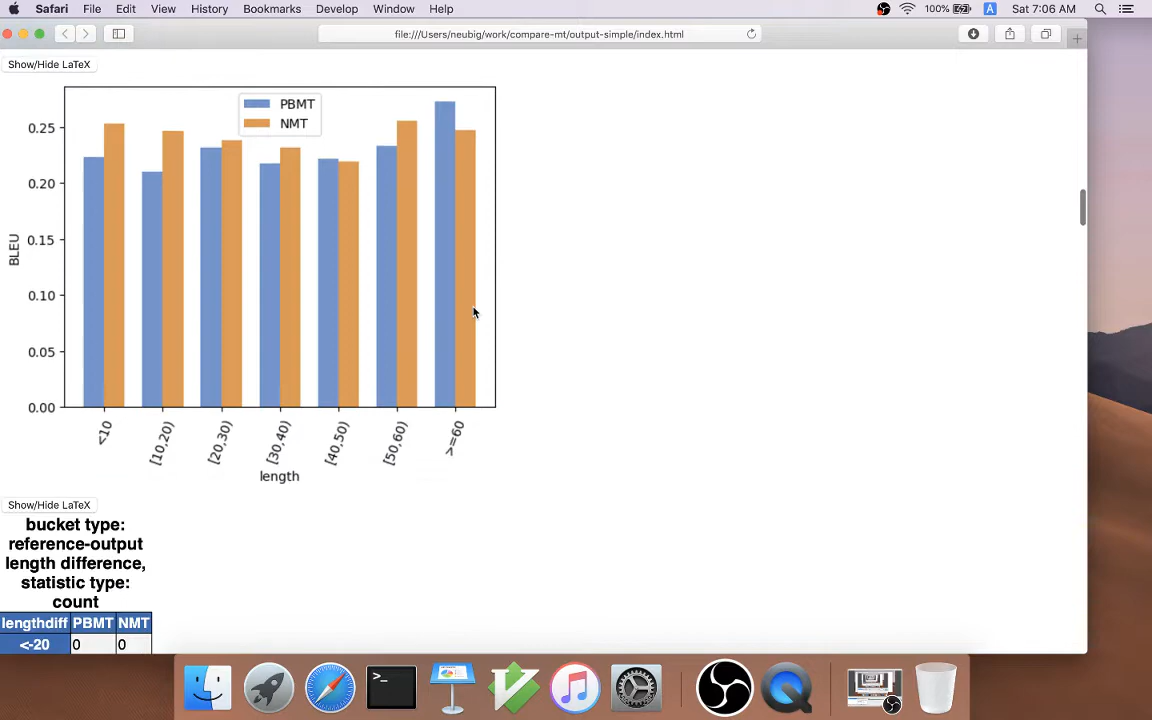 Safari File Edit View History Bookmarks Develop Window Help 100% A Sat 7:06 AM
file:///Users/neubig/work/compare-mt/output-simple/index.html
Show/Hide LaTeX
PBMT
NMT
0.25
0.20
0.15
0.10
0.05
0.00
BLEU
<10 [10,20) [20,30) [30,40) [40,50) [50,60) >=60
length
Show/Hide LaTeX
bucket type:
reference-output
length difference,
statistic type:
count
lengthdiff PBMT NMT
<-20 0 0
>_